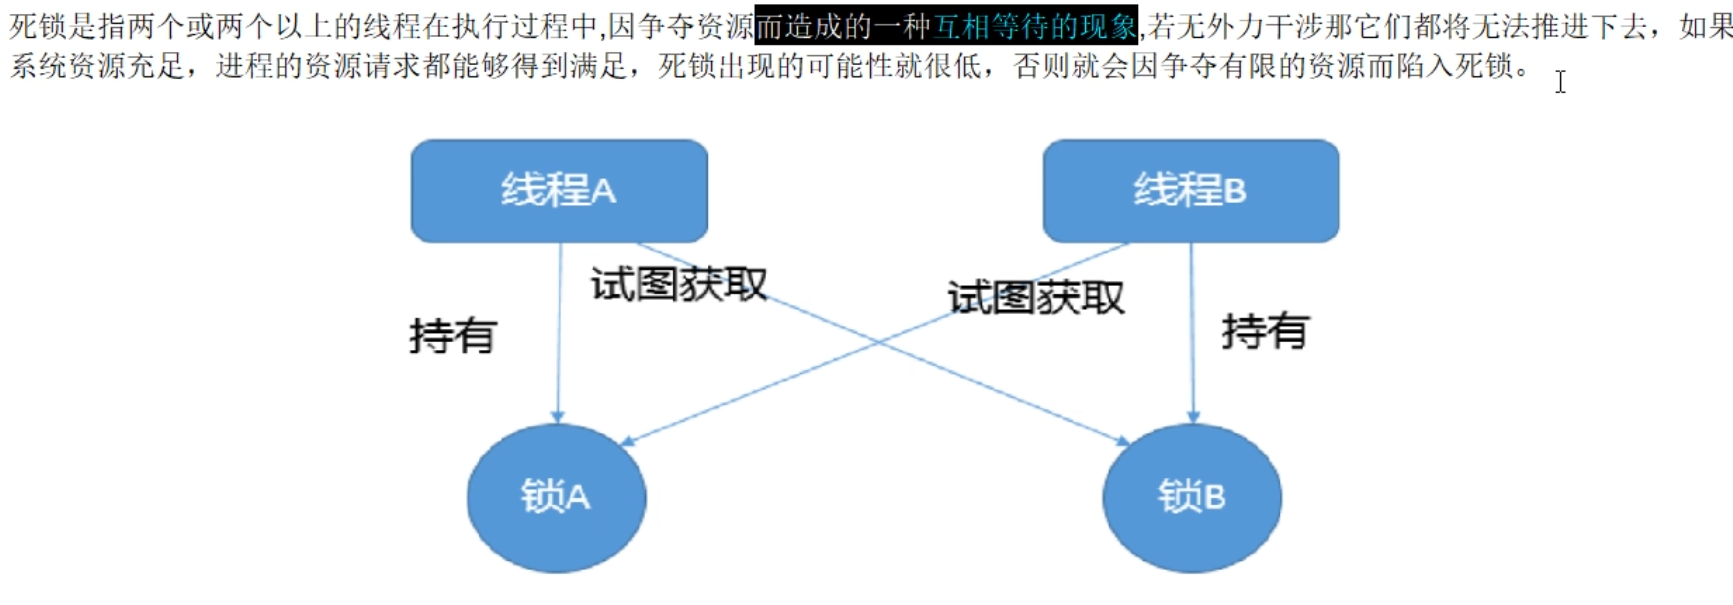 死锁是指两个或两个以上的线程在执行过程中,因争夺资源而造成的一种互相等待的现象,若无外力干涉那它们都将无法推进下去，如果
系统资源充足，进程的资源请求都能够得到满足，死锁出现的可能性就很低，否则就会因争夺有限的资源而陷入死锁。
线程A
线程B
试图获取
试图获取
持有
持有
锁A
锁B